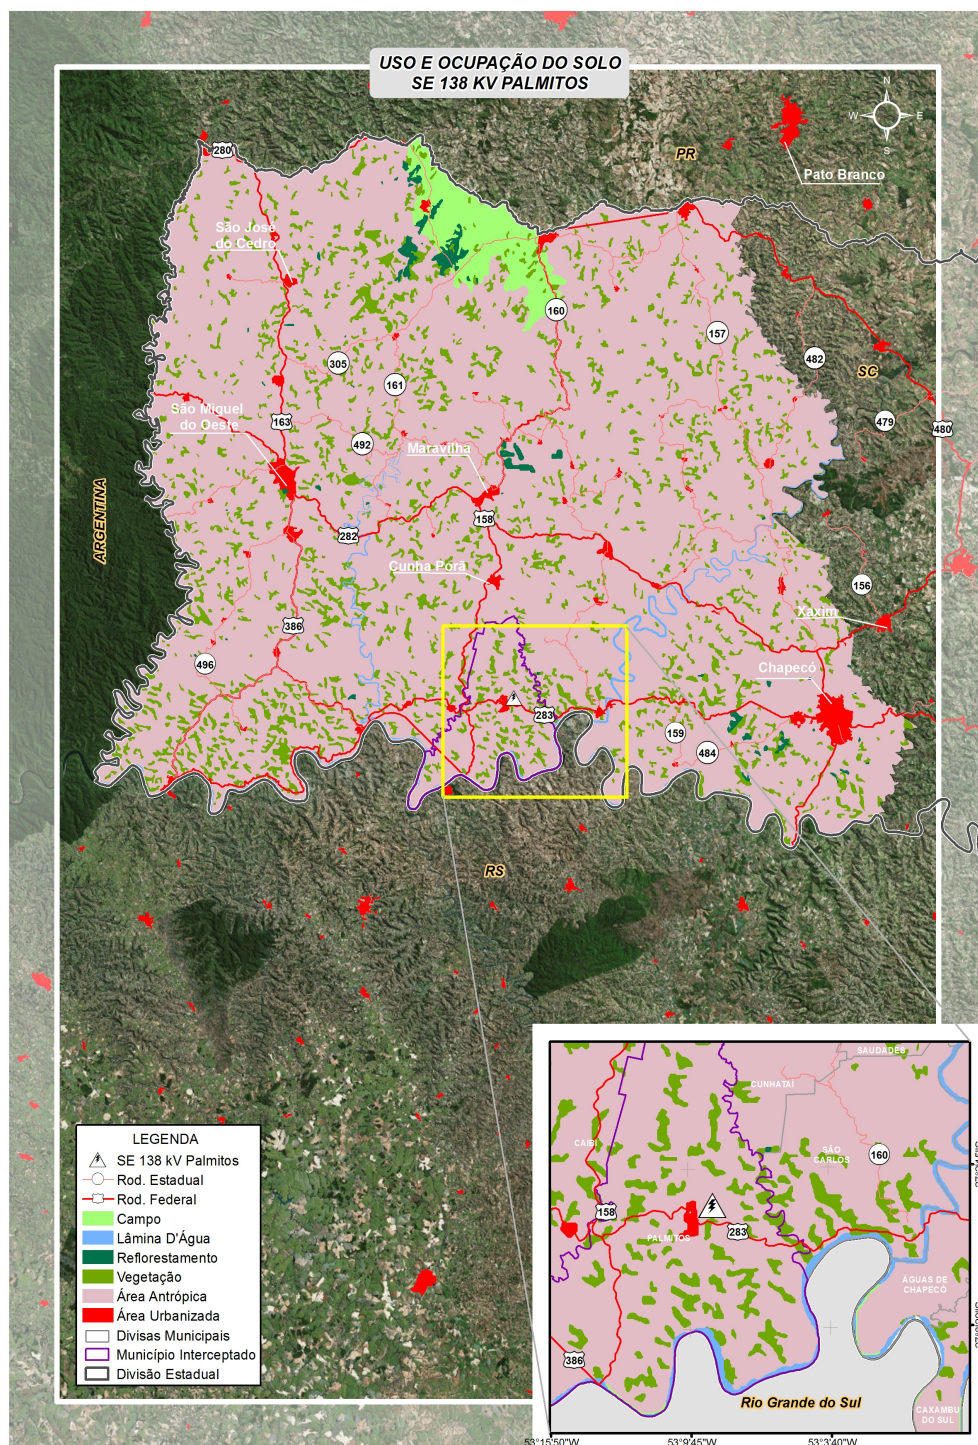 USO E OCUPAÇÃO DO SOLO
SE 138 KV PALMITOS
N
W
E
S
PR
Pato Branco
280
São José
do Cedro
160
157
305
161
482
SC
479
480
São Miguel
do Oeste
163
492
Maravilha
158
282
ARGENTINA
Cunha Porã
156
Xaxim
386
496
Chapecó
283
159
484
RS
LEGENDA
SE 138 kV Palmitos
Rod. Estadual
Rod. Federal
Campo
Lâmina D'Água
Reflorestamento
Vegetação
Área Antrópica
Área Urbanizada
Divisas Municipais
Município Interceptado
Divisão Estadual
SAUDADES
CUNHATAÍ
CAIBI
SÃO
CARLOS
160
158
PALMITOS
283
ÁGUAS DE
CHAPECÓ
386
Rio Grande do Sul
CAXAMBU
DO SUL
53°15'50"W
53°9'45"W
53°3'40"W